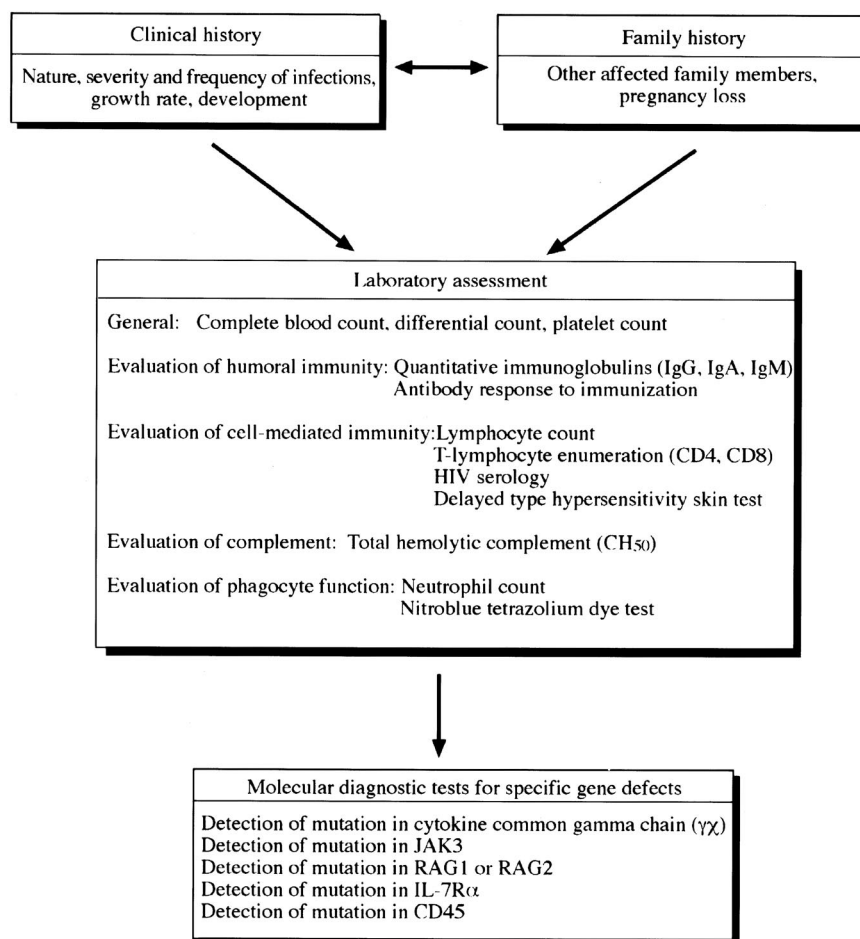 Clinical history
Nature, severity and frequency of infections,
growth rate, development
Family history
Other affected family members,
pregnancy loss
Laboratory assessment
General: Complete blood count, differential count, platelet count
Evaluation of humoral immunity: Quantitative immunoglobulins (IgG, IgA, IgM)
Antibody response to immunization
Evaluation of cell-mediated immunity:Lymphocyte count
T-lymphocyte enumeration (CD4, CD8)
HIV serology
Delayed type hypersensitivity skin test
Evaluation of complement: Total hemolytic complement (CH50)
Evaluation of phagocyte function: Neutrophil count
Nitroblue tetrazolium dye test
Molecular diagnostic tests for specific gene defects
Detection of mutation in cytokine common gamma chain (γχ)
Detection of mutation in JAK3
Detection of mutation in RAG1 or RAG2
Detection of mutation in IL-7Rα
Detection of mutation in CD45